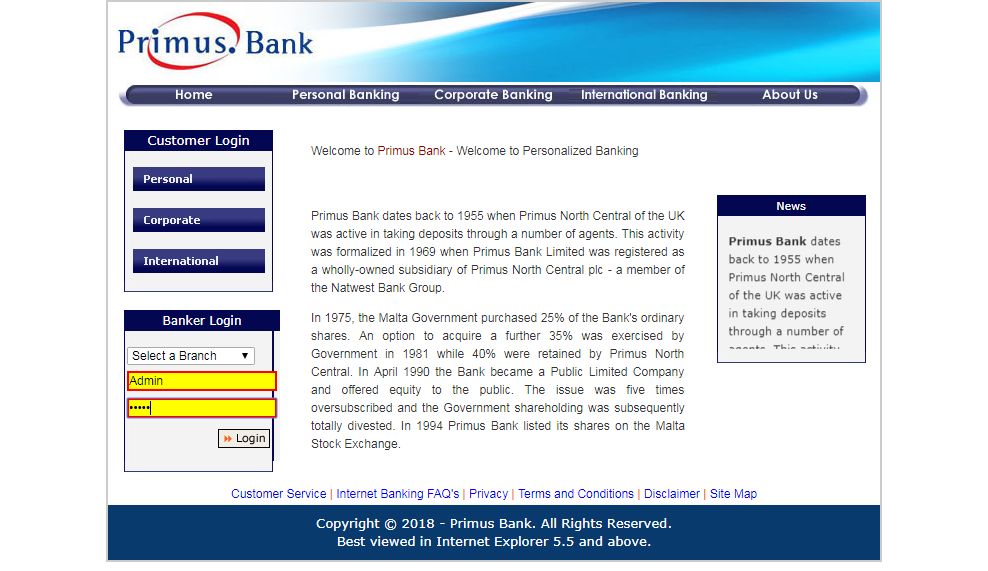 Primus. Bank
Home Personal Banking Corporate Banking International Banking About Us
Customer Login
Personal
Corporate
International
Banker Login
Select a Branch
Admin
•••••
Login
Welcome to Primus Bank - Welcome to Personalized Banking
Primus Bank dates back to 1955 when Primus North Central of the UK
was active in taking deposits through a number of agents. This activity
was formalized in 1969 when Primus Bank Limited was registered as
a wholly-owned subsidiary of Primus North Central plc - a member of
the Natwest Bank Group.
In 1975, the Malta Government purchased 25% of the Bank's ordinary
shares. An option to acquire a further 35% was exercised by
Government in 1981 while 40% were retained by Primus North
Central. In April 1990 the Bank became a Public Limited Company
and offered equity to the public. The issue was five times
oversubscribed and the Government shareholding was subsequently
totally divested. In 1994 Primus Bank listed its shares on the Malta
Stock Exchange.
News
Primus Bank dates
back to 1955 when
Primus North Central
of the UK was active
in taking deposits
through a number of
agents. This activity
Customer Service | Internet Banking FAQ's | Privacy | Terms and Conditions | Disclaimer | Site Map
Copyright © 2018 - Primus Bank. All Rights Reserved.
Best viewed in Internet Explorer 5.5 and above.